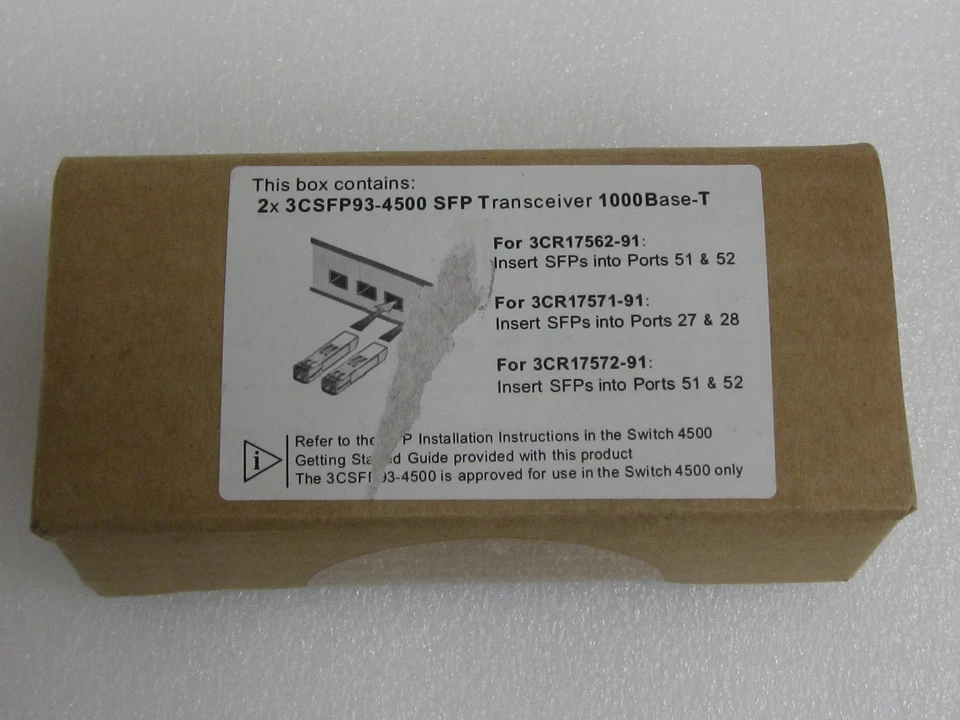 This box contains:
2x 3CSFP93-4500 SFP Transceiver 1000Base-T
For 3CR17562-91:
Insert SFPs into Ports 51 & 52
For 3CR17571-91:
Insert SFPs into Ports 27 & 28
For 3CR17572-91:
Insert SFPs into Ports 51 & 52
i
Refer to the P Installation Instructions in the Switch 4500
Getting Guide provided with this product
The 3CSFP93-4500 is approved for use in the Switch 4500 only